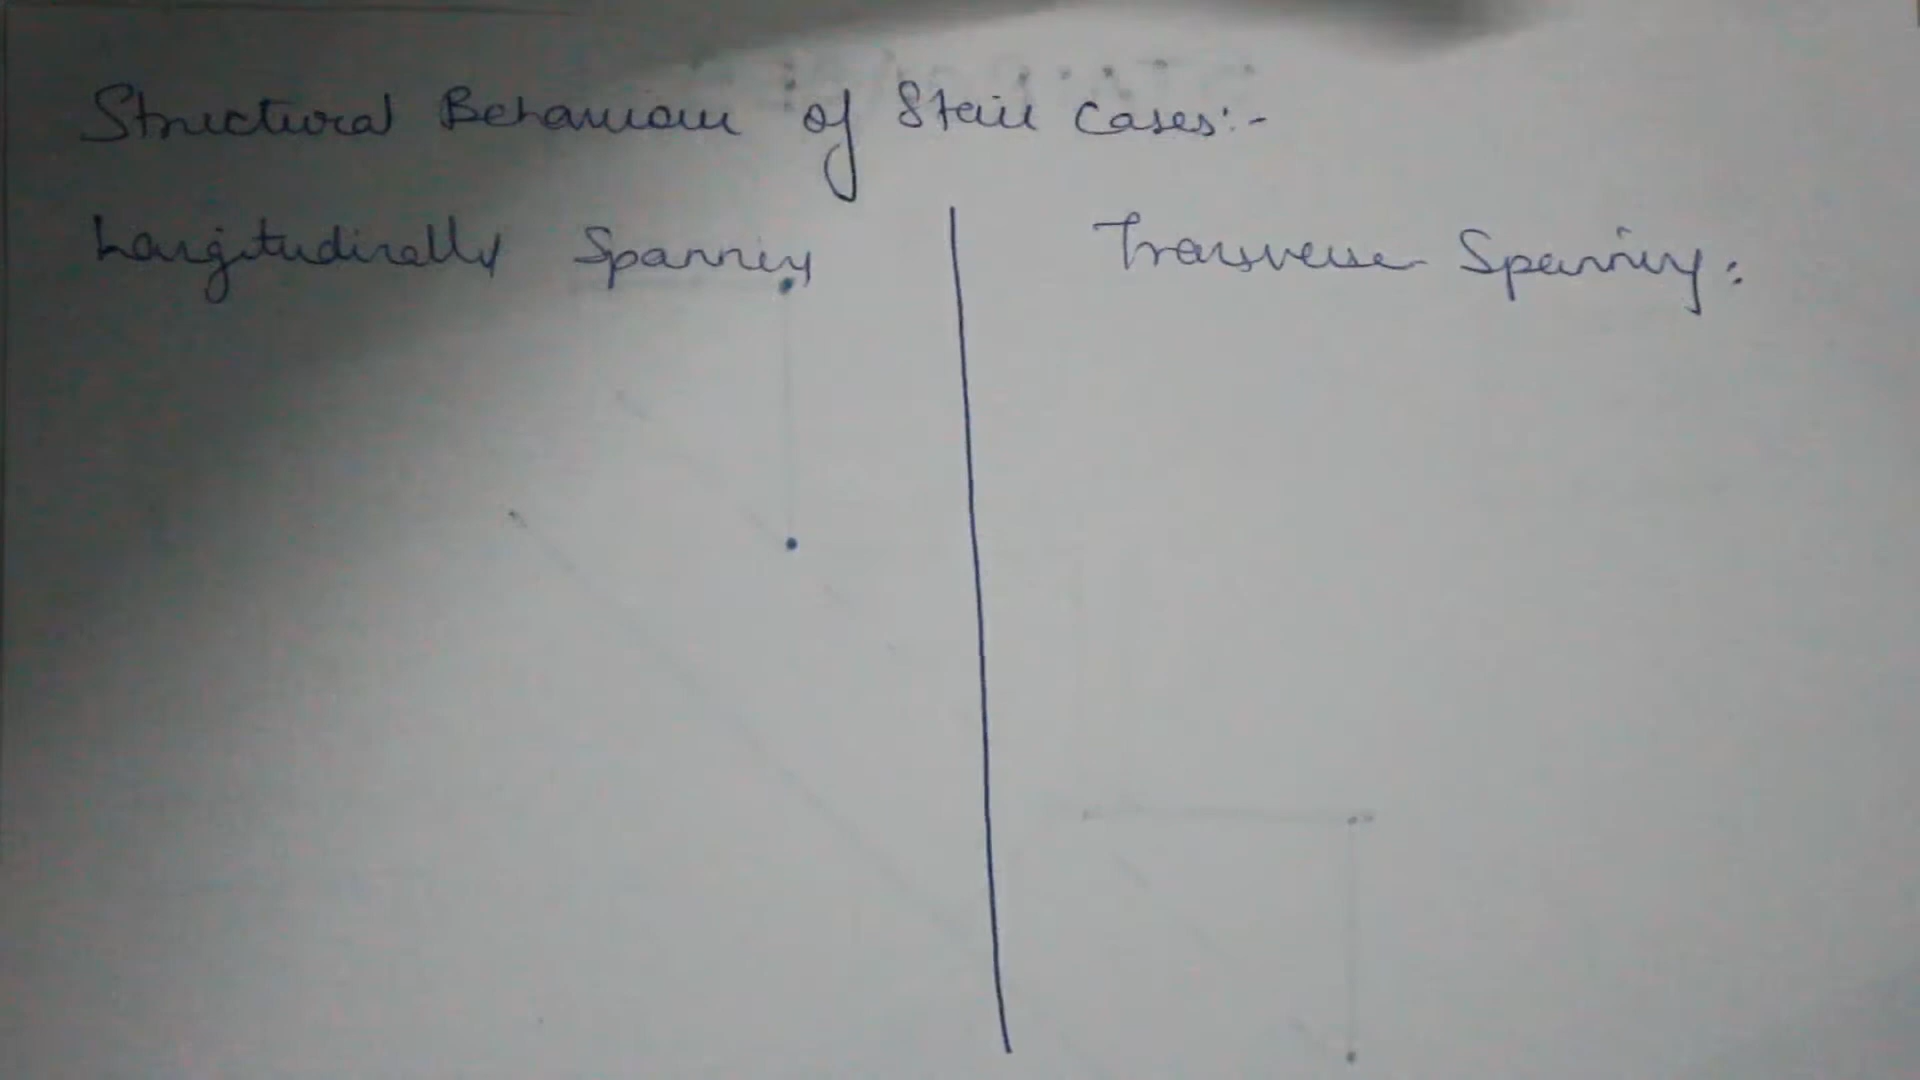 Structural Behaviour of Stair Cases:-
Longitudinally Spanning
Transverse Spanning: